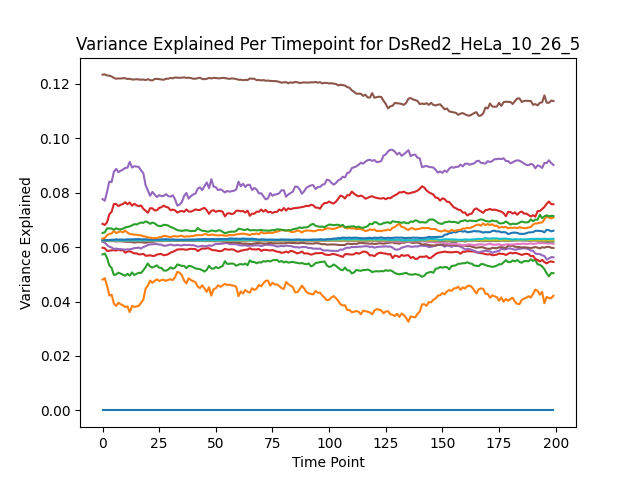 Variance Explained Per Timepoint for DsRed2_HeLa_10_26_5
0.12
0.10
0.08
0.06
0.04
0.02
0.00
Variance Explained
0 25 50 75 100 125 150 175 200
Time Point